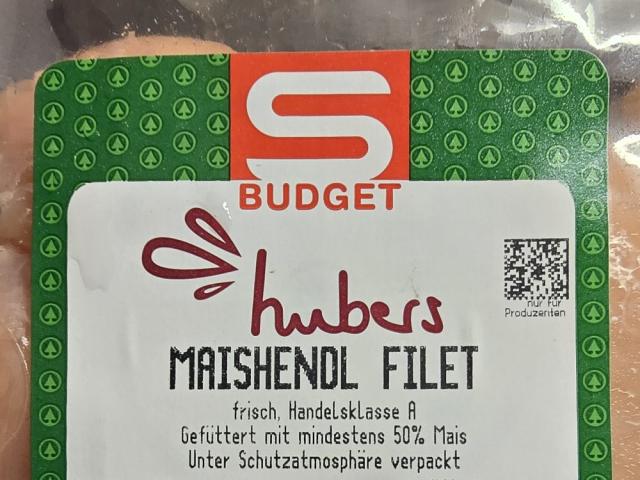 S
BUDGET
hubers
nur für
Produzenten
MAISHENDL FILET
frisch, Handelsklasse A
Gefüttert mit mindestens 50% Mais
Unter Schutzatmosphäre verpackt